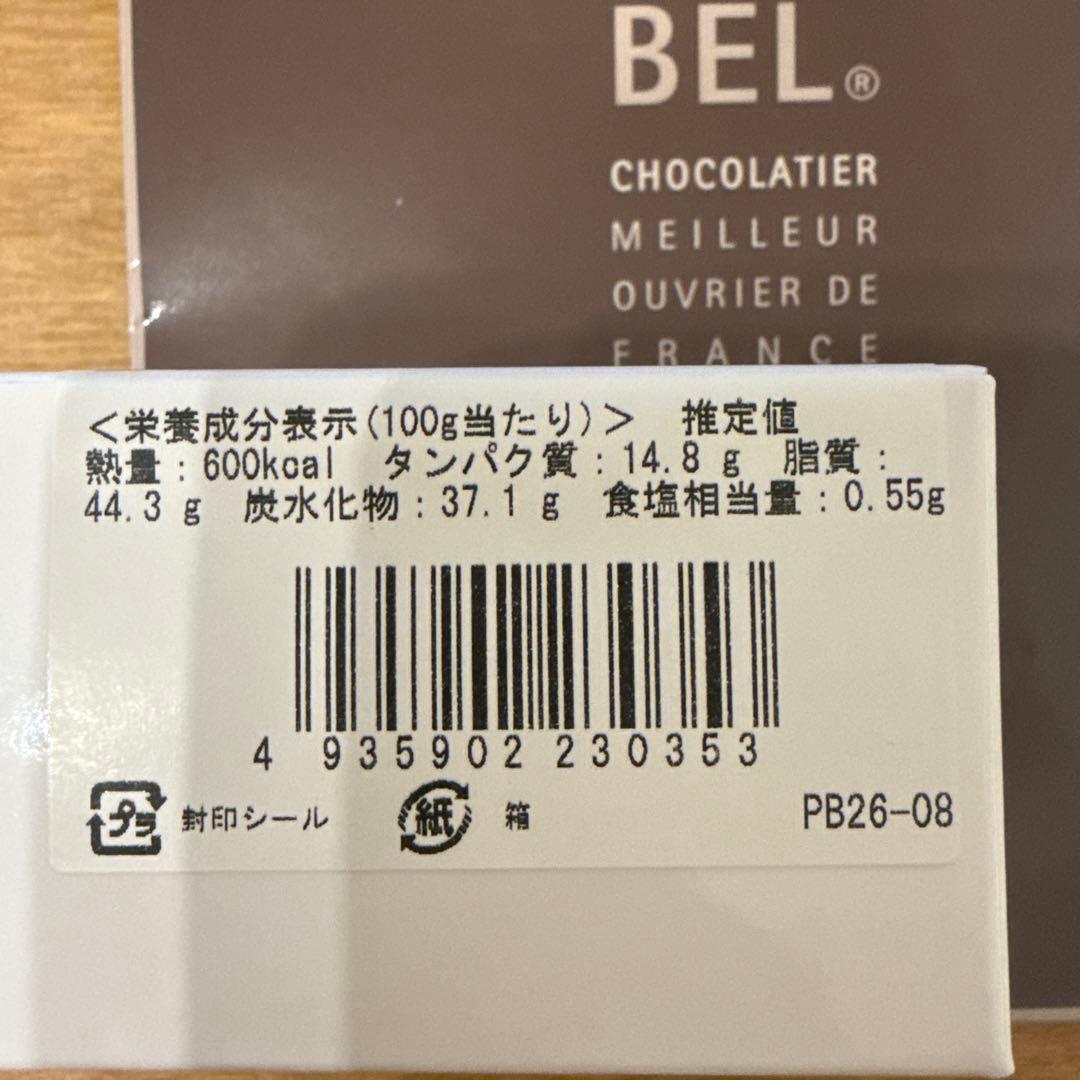 BEL®
CHOCOLATIER
MEILLEUR
OUVRIER DE
FRANCE
＜栄養成分表示(100g当たり)＞ 推定値
熱量:600kcal タンパク質:14.8 g 脂質:
44.3 g 炭水化物:37.1 g 食塩相当量:0.55g
4 935902 230353
プラ 封印シール 紙 箱 PB26-08